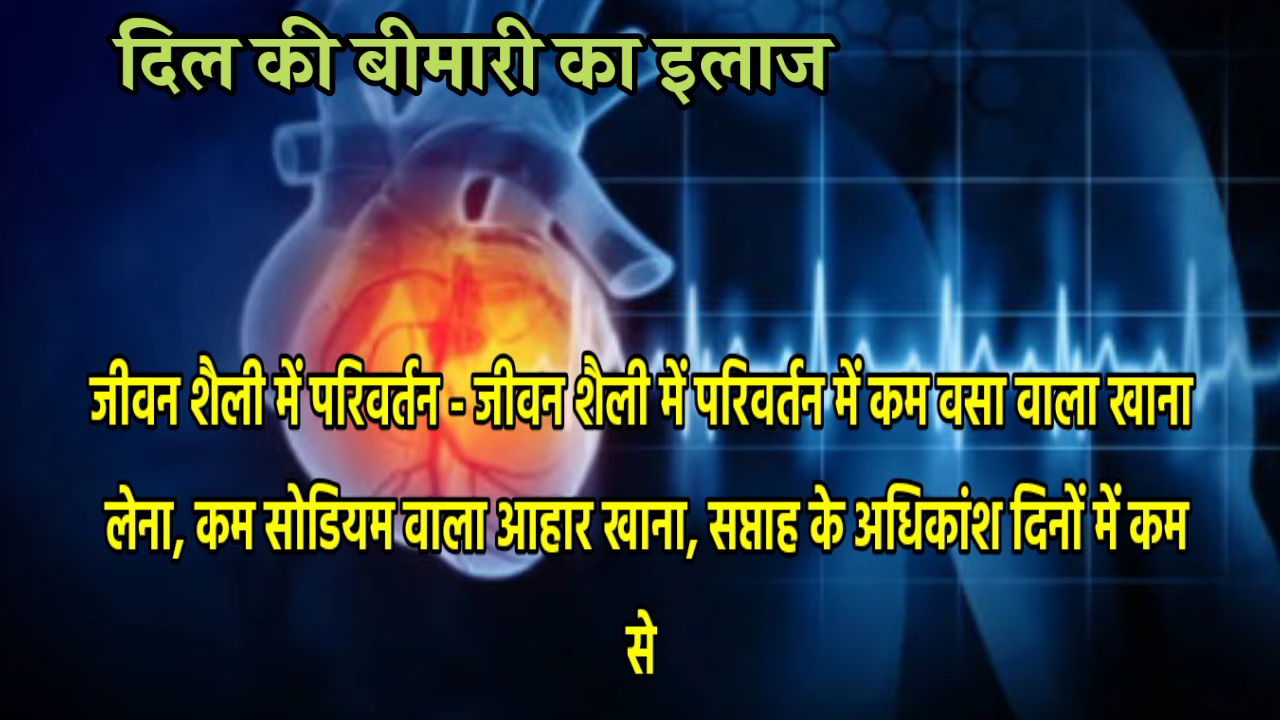 दिल की बीमारी का इलाज
जीवन शैली में परिवर्तन - जीवन शैली में परिवर्तन में कम वसा वाला खाना
लेना, कम सोडियम वाला आहार खाना, सप्ताह के अधिकांश दिनों में कम
से